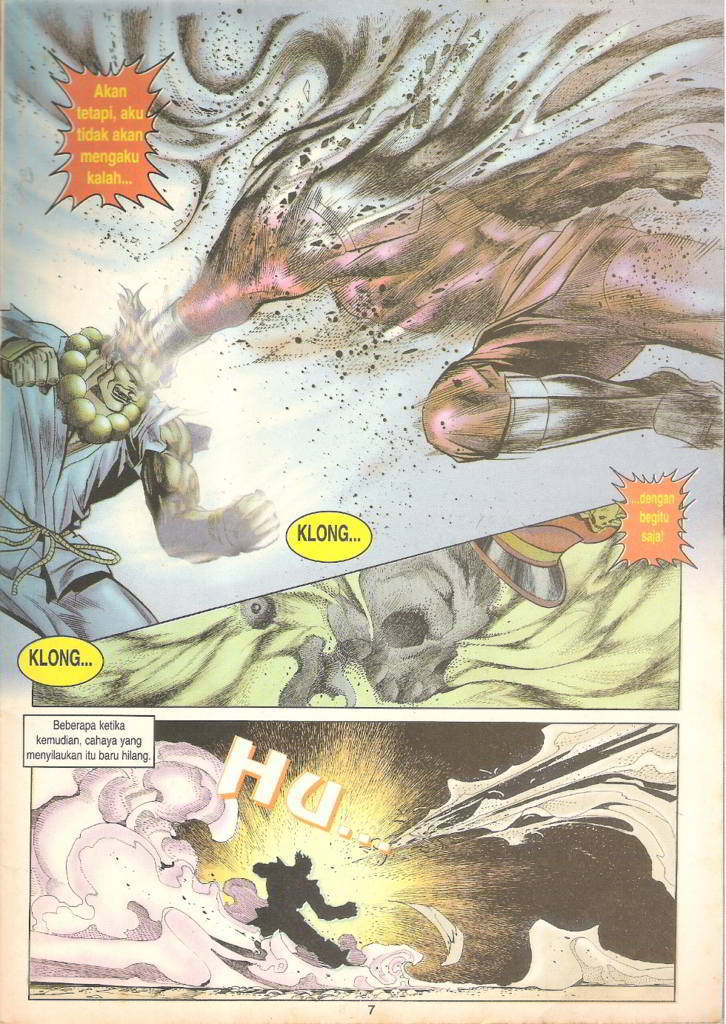 Akan
tetapi, aku
tidak akan
mengaku
kalah...
KLONG...
...dengan
begitu
saja!
KLONG...
Beberapa ketika
kemudian, cahaya yang
menyilaukan itu baru hilang.
HU...
7